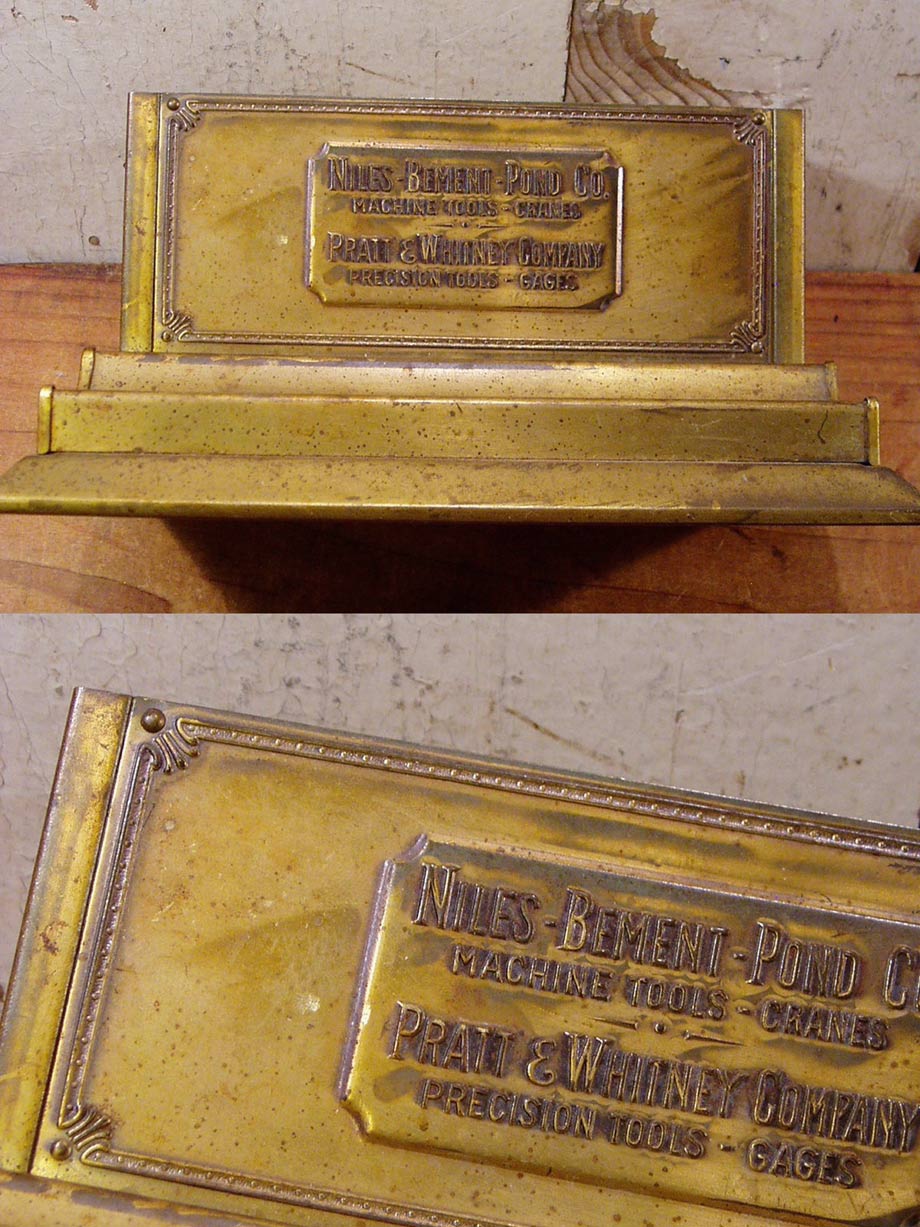 NILES-BEMENT-POND CO.
MACHINE TOOLS - CRANES
PRATT & WHITNEY COMPANY
PRECISION TOOLS - GAGES
NILES-BEMENT-POND C
MACHINE TOOLS - CRANES
PRATT & WHITNEY COMPANY
PRECISION TOOLS - GAGES